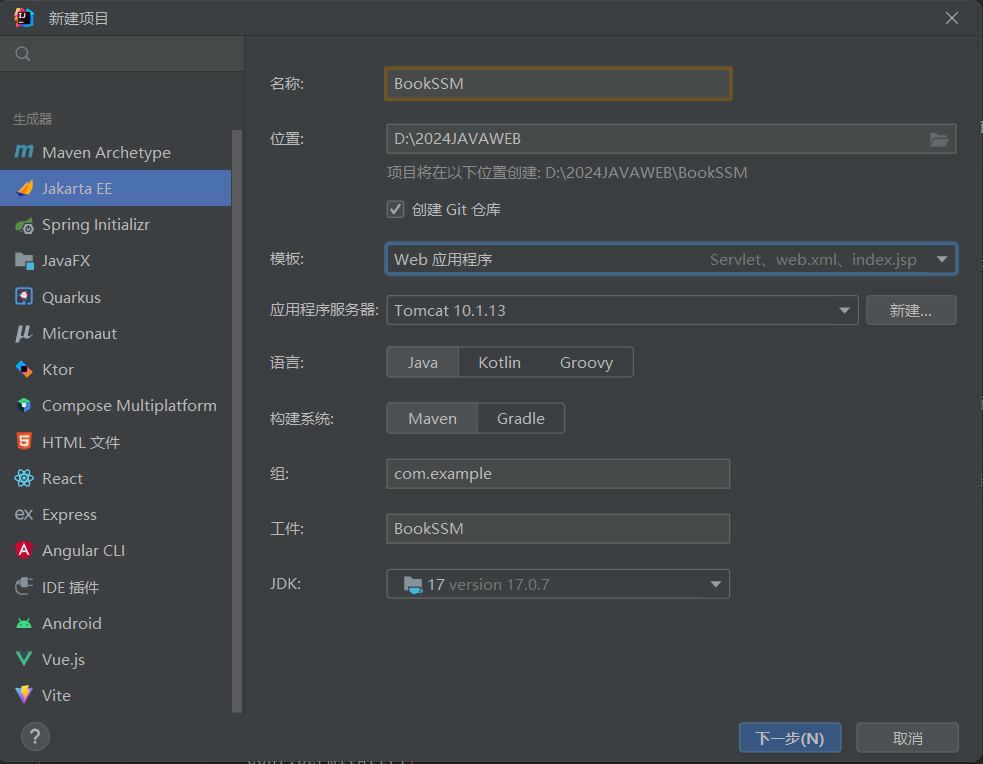 新建项目
生成器
Maven Archetype
Jakarta EE
Spring Initializr
JavaFX
Quarkus
Micronaut
Ktor
Compose Multiplatform
HTML 文件
React
Express
Angular CLI
IDE 插件
Android
Vue.js
Vite
名称: BookSSM
位置: D:\2024JAVAWEB
项目将在以下位置创建: D:\2024JAVAWEB\BookSSM
创建 Git 仓库
模板: Web 应用程序 Servlet、web.xml、index.jsp
应用程序服务器: Tomcat 10.1.13 新建...
语言: Java Kotlin Groovy
构建系统: Maven Gradle
组: com.example
工件: BookSSM
JDK: 17 version 17.0.7
? 下一步(N) 取消